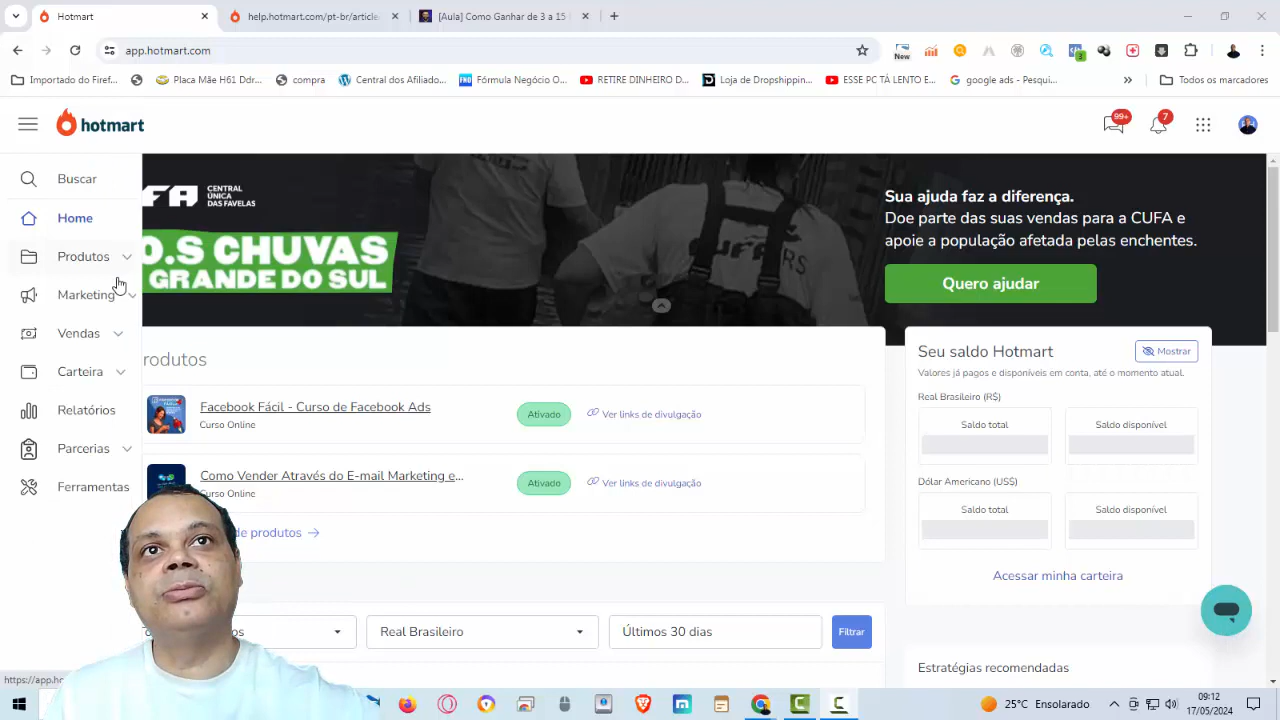 Hotmart
help.hotmart.com/pt-br/article
[Aula] Como Ganhar de 3 a 15
app.hotmart.com
New
3
Importado do Firef...
Placa Mãe H61 Ddr...
compra
Central dos Afiliado...
Fórmula Negócio O...
RETIRE DINHEIRO D...
Loja de Dropshippin...
ESSE PC TÁ LENTO E...
google ads - Pesqui...
Todos os marcadores
hotmart
99+
7
Buscar
Home
Produtos
Marketing
Vendas
Carteira
Relatórios
Parcerias
Ferramentas
FA
CENTRAL
ÚNICA
DAS FAVELAS
O.S CHUVAS
GRANDE DO SUL
Sua ajuda faz a diferença.
Doe parte das suas vendas para a CUFA e
apoie a população afetada pelas enchentes.
Quero ajudar
rodutos
Facebook Fácil - Curso de Facebook Ads
Curso Online
Ativado
Ver links de divulgação
Como Vender Através do E-mail Marketing e...
Curso Online
Ativado
Ver links de divulgação
de produtos
Real Brasileiro
Últimos 30 dias
Filtrar
Seu saldo Hotmart
Mostrar
Valores já pagos e disponíveis em conta, até o momento atual.
Real Brasileiro (R$)
Saldo total
Saldo disponível
Dólar Americano (US$)
Saldo total
Saldo disponível
Acessar minha carteira
Estratégias recomendadas
https://app.ho
25°C Ensolarado
09:12
17/05/2024